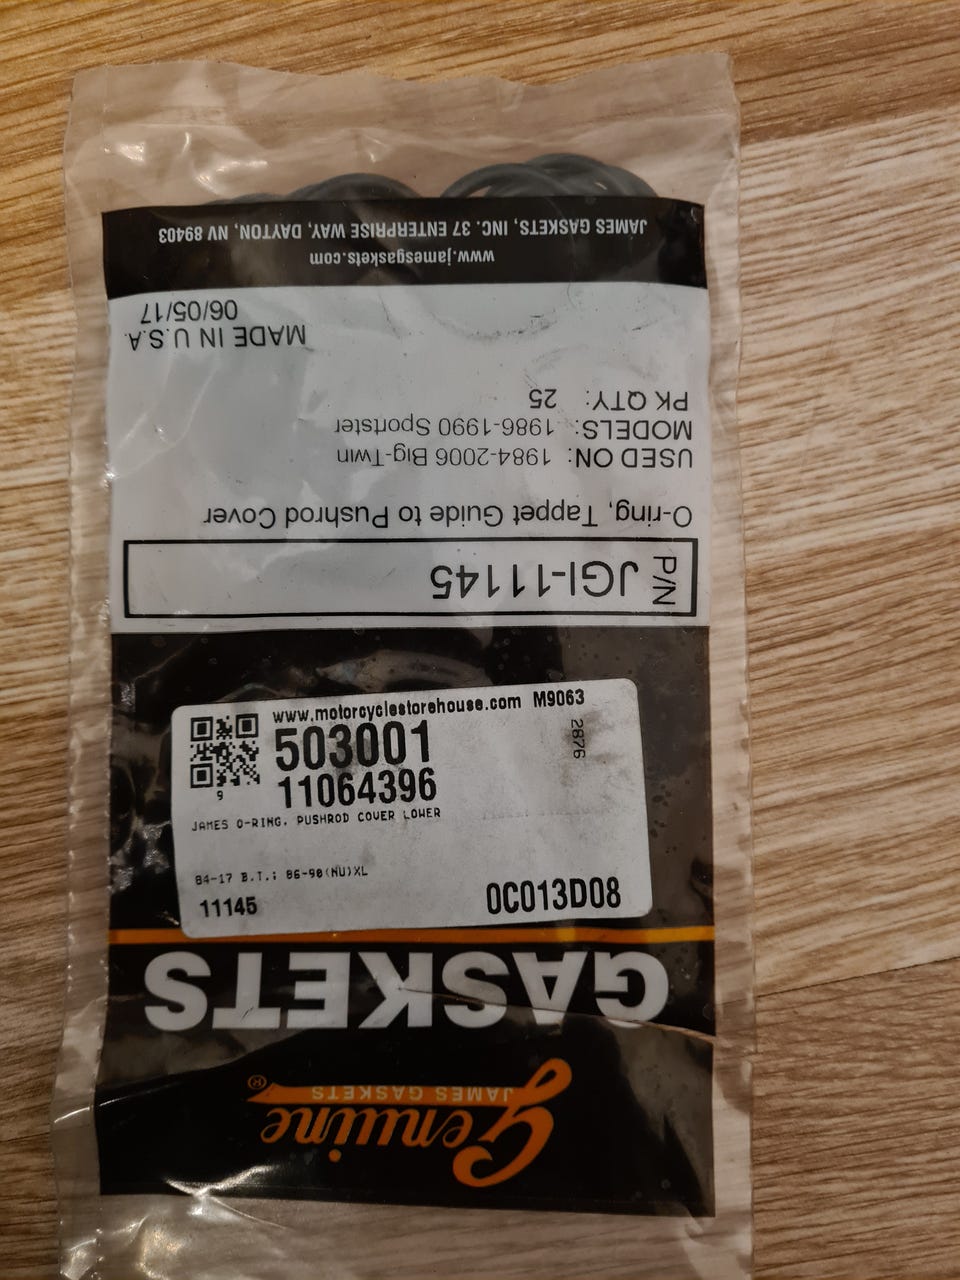 Genuine
JAMES GASKETS ®
GASKETS
P/N JGI-11145
O-ring, Tappet Guide to Pushrod Cover
USED ON: 1984-2006 Big-Twin
MODELS: 1986-1990 Sportster
PK QTY: 25
MADE IN U.S.A.
06/05/17
www.jamesgaskets.com
JAMES GASKETS, INC. 37 ENTERPRISE WAY, DAYTON, NV 89403
www.motorcyclestorehouse.com M9063
503001
2876
11064396
9
JAMES O-RING, PUSHROD COVER LOWER
84-17 B.T.; 86-90(NU)XL
11145 0C013D08